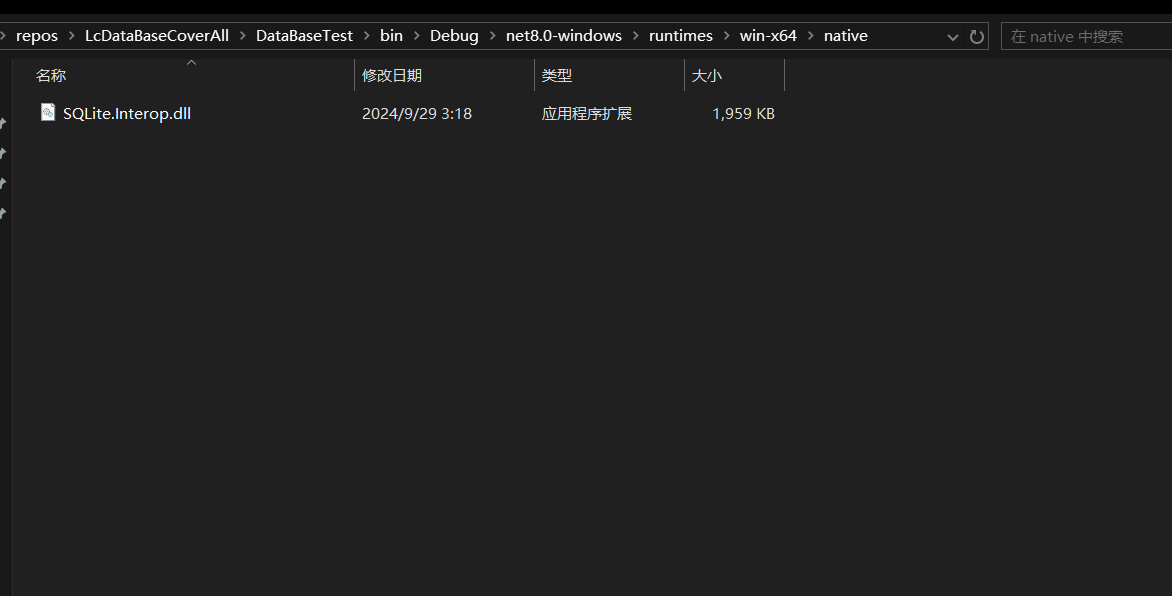 repos > LcDataBaseCoverAll > DataBaseTest > bin > Debug > net8.0-windows > runtimes > win-x64 > native
在 native 中搜索
名称 修改日期 类型 大小
SQLite.Interop.dll 2024/9/29 3:18 应用程序扩展 1,959 KB